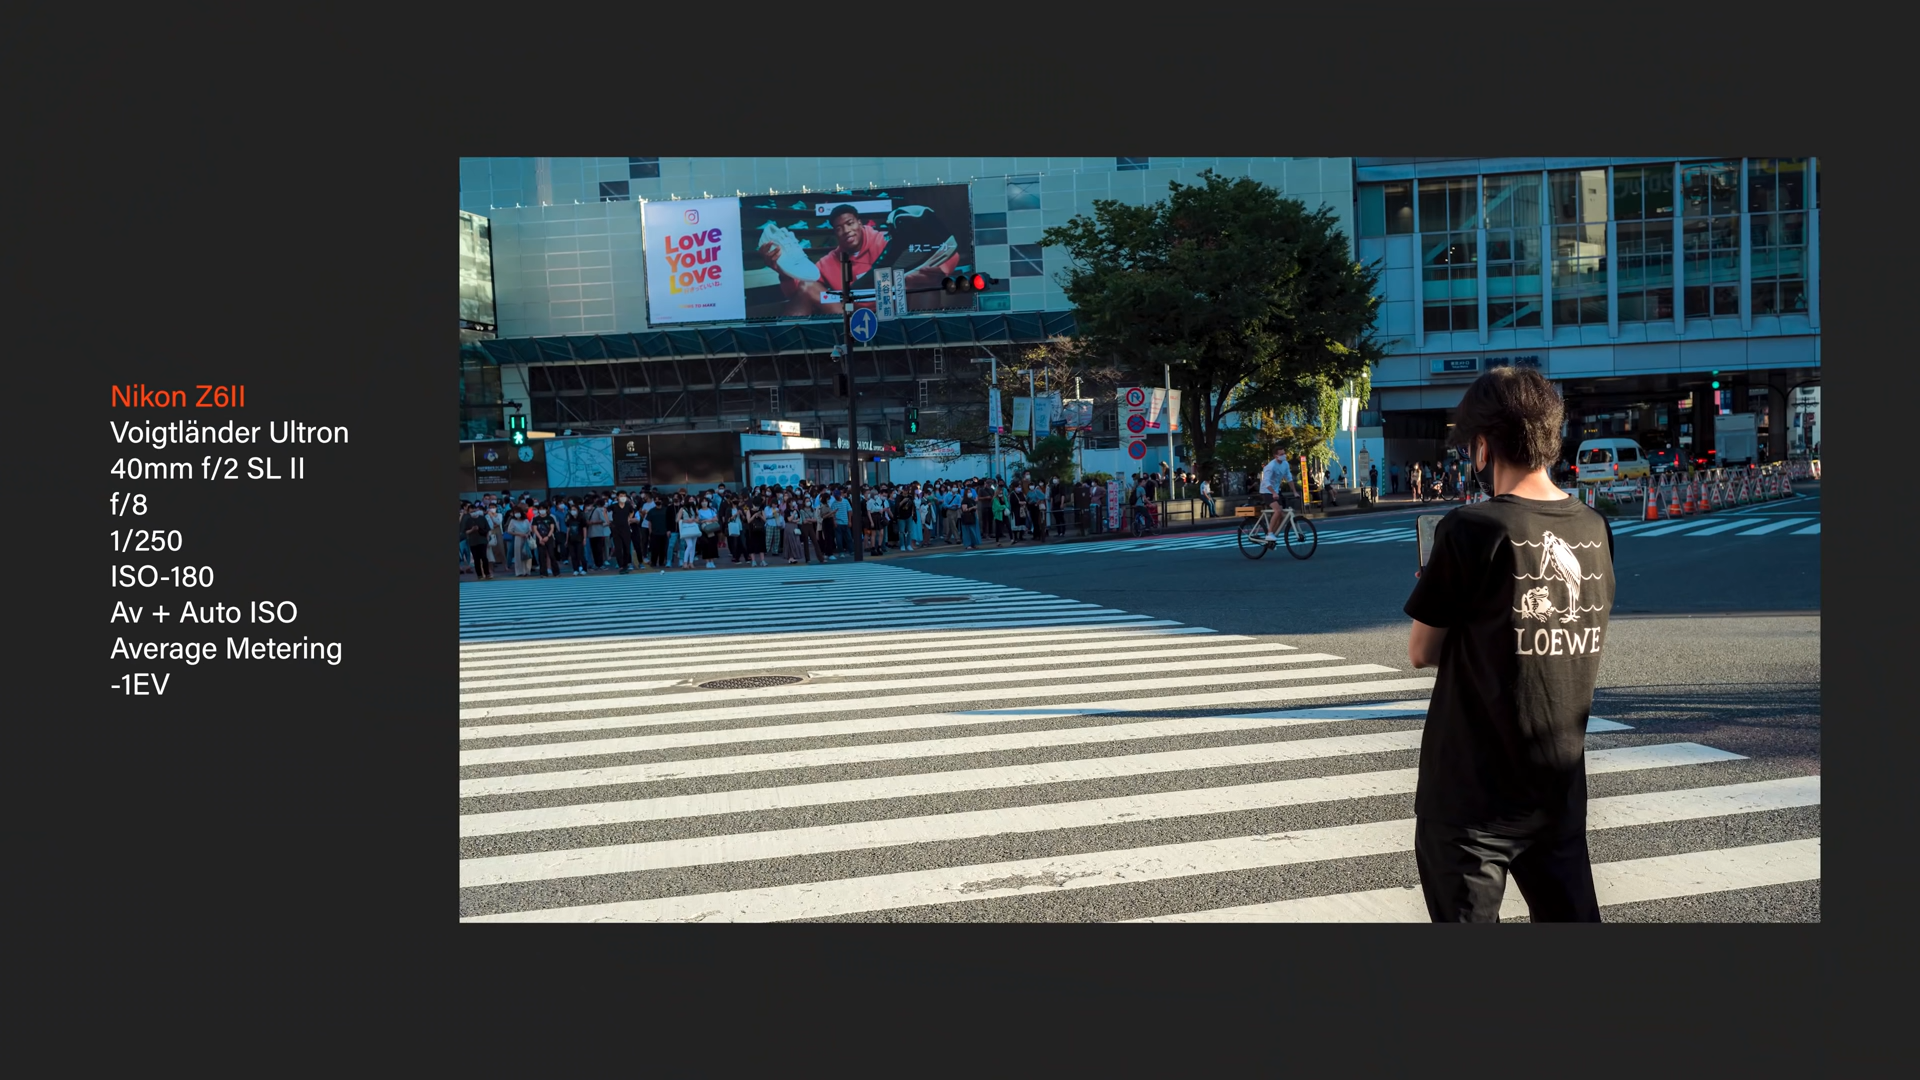 Nikon Z6II
Voigtländer Ultron
40mm f/2 SL II
f/8
1/250
ISO-180
Av + Auto ISO
Average Metering
-1EV
Love
Your
Love
#スニーカー
LOEWE